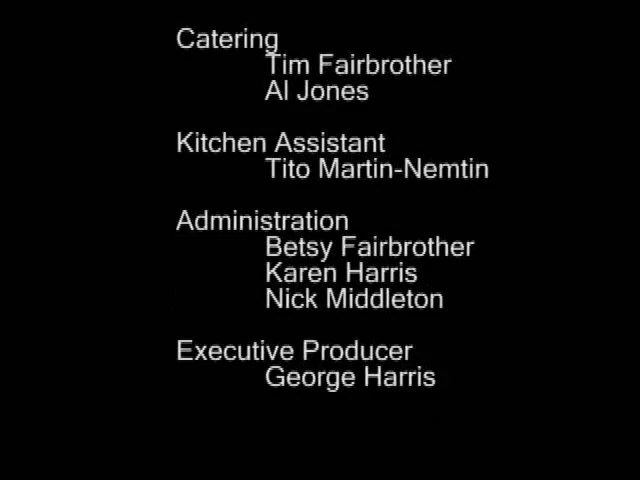 Catering
Tim Fairbrother
Al Jones
Kitchen Assistant
Tito Martin-Nemtin
Administration
Betsy Fairbrother
Karen Harris
Nick Middleton
Executive Producer
George Harris